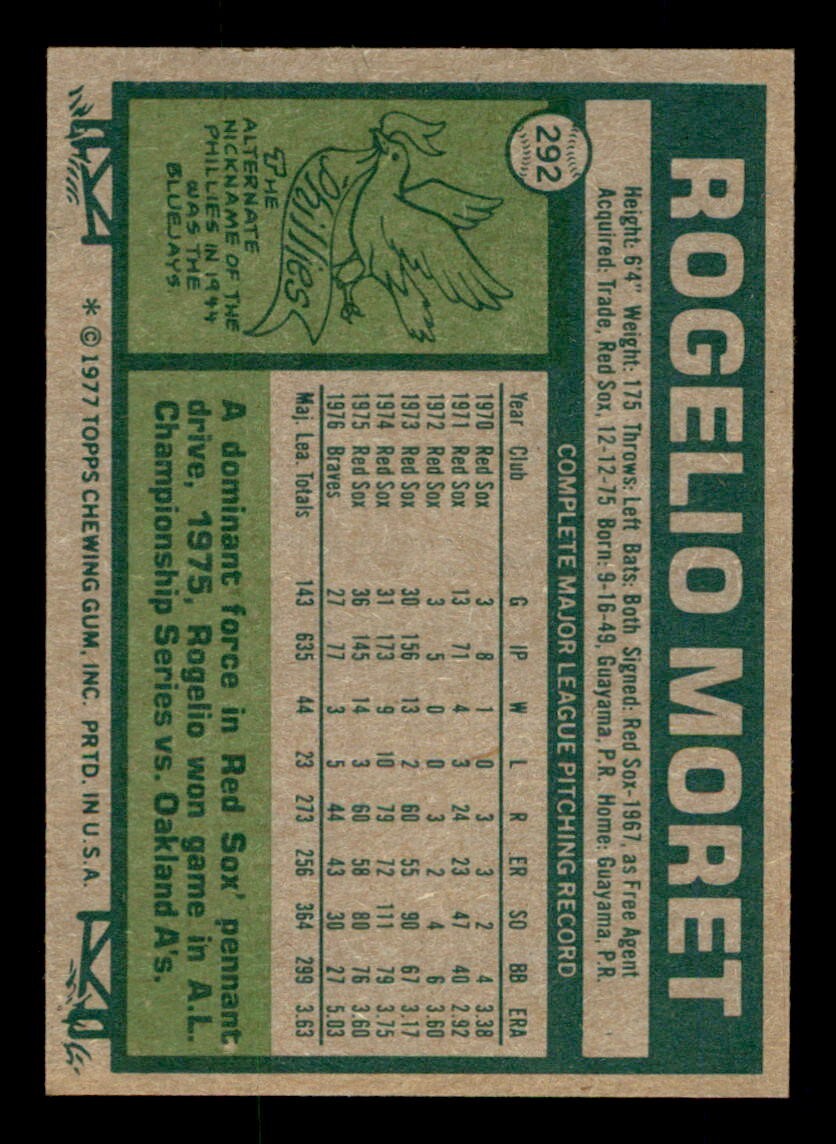 292
ROGELIO MORET
Height: 6'4" Weight: 175 Throws: Left Bats: Both Signed: Red Sox-1967, as Free Agent
Acquired: Trade, Red Sox, 12-12-75 Born: 9-16-49, Guayama, P.R. Home: Guayama, P.R.
COMPLETE MAJOR LEAGUE PITCHING RECORD
Year Club G IP W L R ER SO BB ERA
1970 Red Sox 3 8 1 0 3 3 2 4 3.38
1971 Red Sox 13 71 4 3 24 23 47 40 2.92
1972 Red Sox 3 5 0 0 3 2 4 6 3.60
1973 Red Sox 30 156 13 2 60 55 90 67 3.17
1974 Red Sox 31 173 9 10 79 72 111 79 3.75
1975 Red Sox 36 145 14 3 60 58 80 76 3.60
1976 Braves 27 77 3 5 44 43 30 27 5.03
Maj. Lea. Totals 143 635 44 23 273 256 364 299 3.63
Phillies
THE
ALTERNATE
NICKNAME OF THE
PHILLIES IN 1944
WAS THE
BLUEJAYS
A dominant force in Red Sox' pennant
drive, 1975, Rogelio won game in A.L.
Championship Series vs. Oakland A's.
* © 1977 TOPPS CHEWING GUM, INC. PRTD. IN U.S.A.